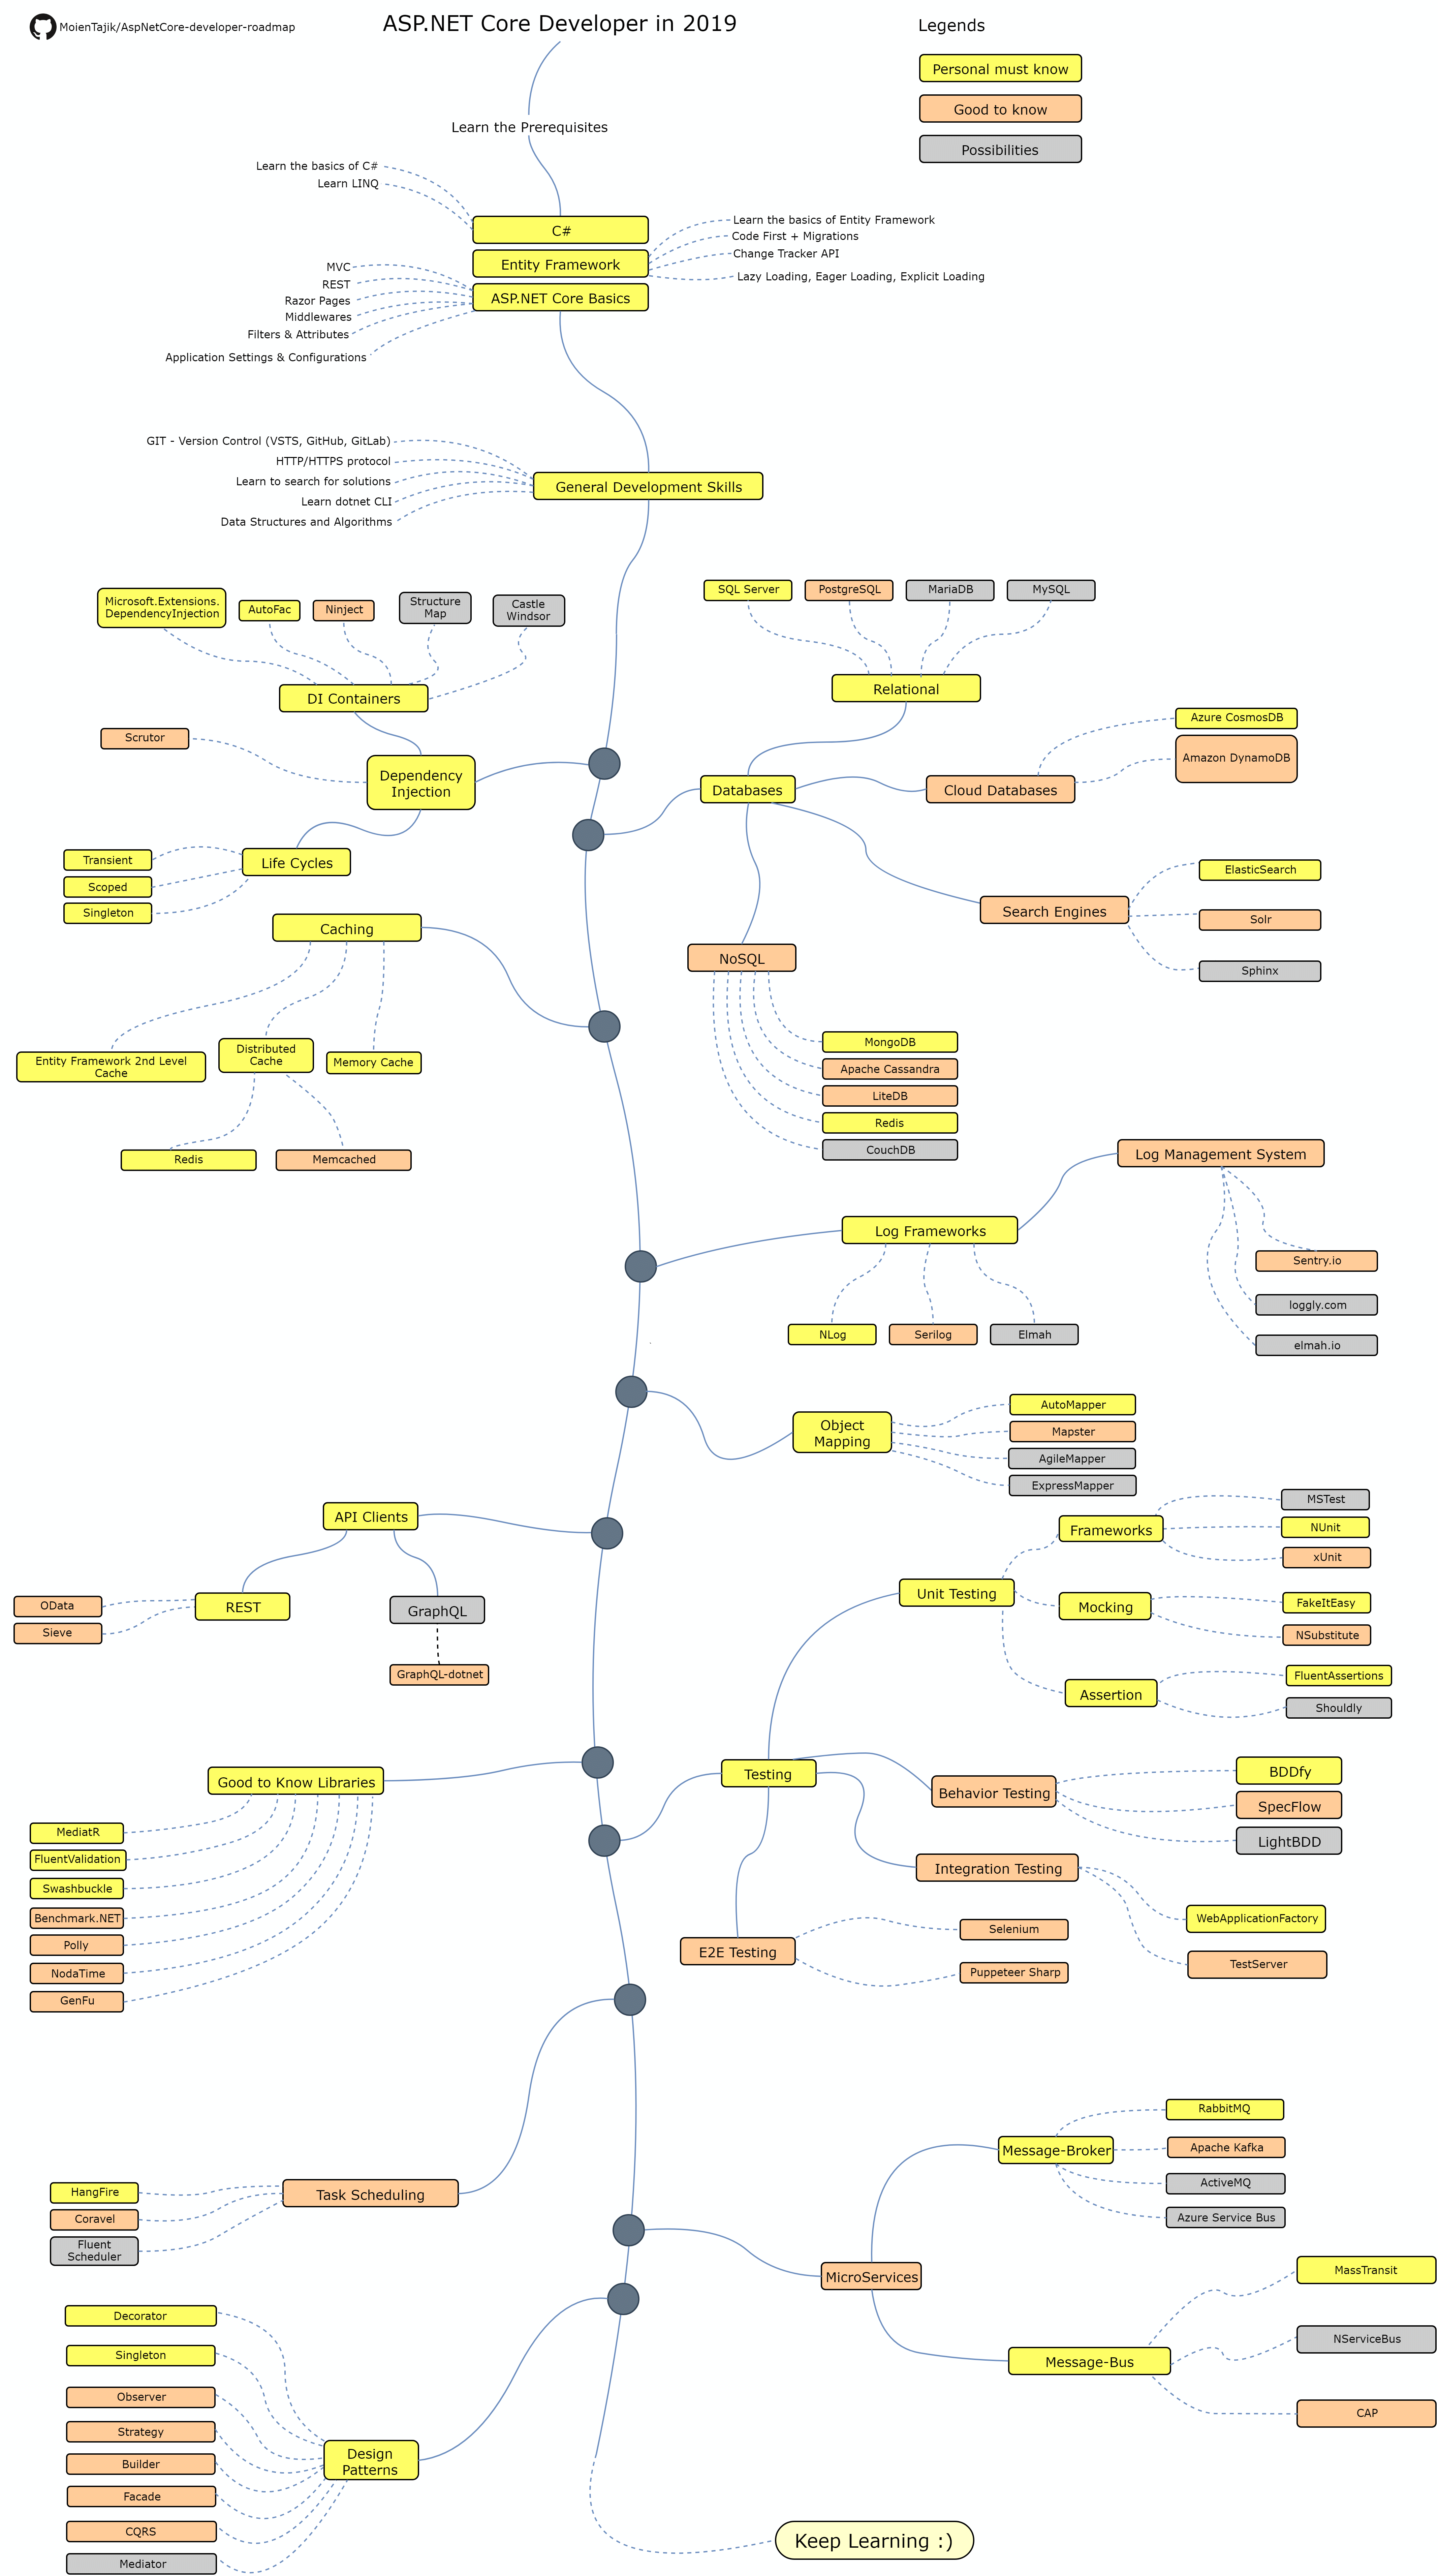 MoienTajik/AspNetCore-developer-roadmap
ASP.NET Core Developer in 2019
Legends
Personal must know
Good to know
Possibilities
Learn the Prerequisites
Learn the basics of C#
Learn LINQ
C#
Entity Framework
ASP.NET Core Basics
Learn the basics of Entity Framework
Code First + Migrations
Change Tracker API
Lazy Loading, Eager Loading, Explicit Loading
MVC
REST
Razor Pages
Middlewares
Filters & Attributes
Application Settings & Configurations
GIT - Version Control (VSTS, GitHub, GitLab)
HTTP/HTTPS protocol
Learn to search for solutions
Learn dotnet CLI
Data Structures and Algorithms
General Development Skills
Microsoft.Extensions.
DependencyInjection
AutoFac
Ninject
Structure
Map
Castle
Windsor
DI Containers
Scrutor
Dependency
Injection
Life Cycles
Transient
Scoped
Singleton
SQL Server
PostgreSQL
MariaDB
MySQL
Relational
Databases
Cloud Databases
Azure CosmosDB
Amazon DynamoDB
Search Engines
ElasticSearch
Solr
Sphinx
NoSQL
MongoDB
Apache Cassandra
LiteDB
Redis
CouchDB
Caching
Entity Framework 2nd Level
Cache
Distributed
Cache
Memory Cache
Redis
Memcached
Log Management System
Log Frameworks
Sentry.io
loggly.com
elmah.io
NLog
Serilog
Elmah
Object
Mapping
AutoMapper
Mapster
AgileMapper
ExpressMapper
API Clients
REST
OData
Sieve
GraphQL
GraphQL-dotnet
Unit Testing
Frameworks
MSTest
NUnit
xUnit
Mocking
FakeItEasy
NSubstitute
Assertion
FluentAssertions
Shouldly
Good to Know Libraries
MediatR
FluentValidation
Swashbuckle
Benchmark.NET
Polly
NodaTime
GenFu
Testing
Behavior Testing
BDDfy
SpecFlow
LightBDD
Integration Testing
WebApplicationFactory
TestServer
E2E Testing
Selenium
Puppeteer Sharp
Task Scheduling
HangFire
Coravel
Fluent
Scheduler
Message-Broker
RabbitMQ
Apache Kafka
ActiveMQ
Azure Service Bus
MicroServices
Message-Bus
MassTransit
NServiceBus
CAP
Decorator
Singleton
Observer
Strategy
Builder
Facade
CQRS
Mediator
Design
Patterns
Keep Learning :)